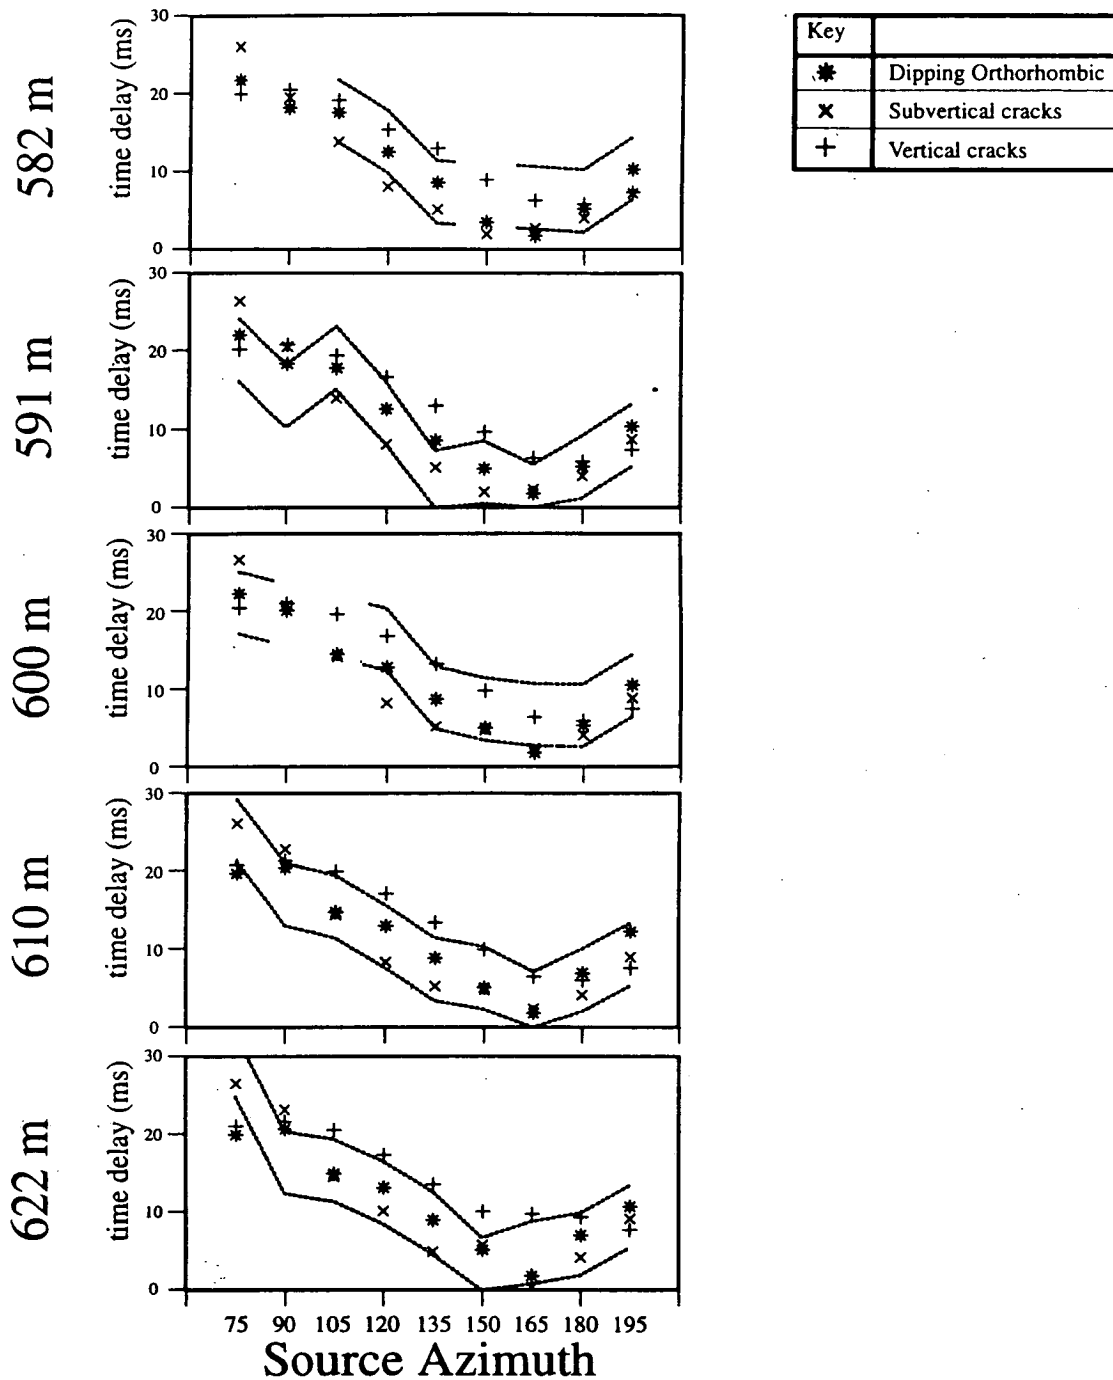 Key
Dipping Orthorhombic
Subvertical cracks
Vertical cracks
582 m
time delay (ms)
30
20
10
0
591 m
time delay (ms)
30
20
10
0
600 m
time delay (ms)
30
20
10
0
610 m
time delay (ms)
30
20
10
0
622 m
time delay (ms)
30
20
10
0
75 90 105 120 135 150 165 180 195
Source Azimuth